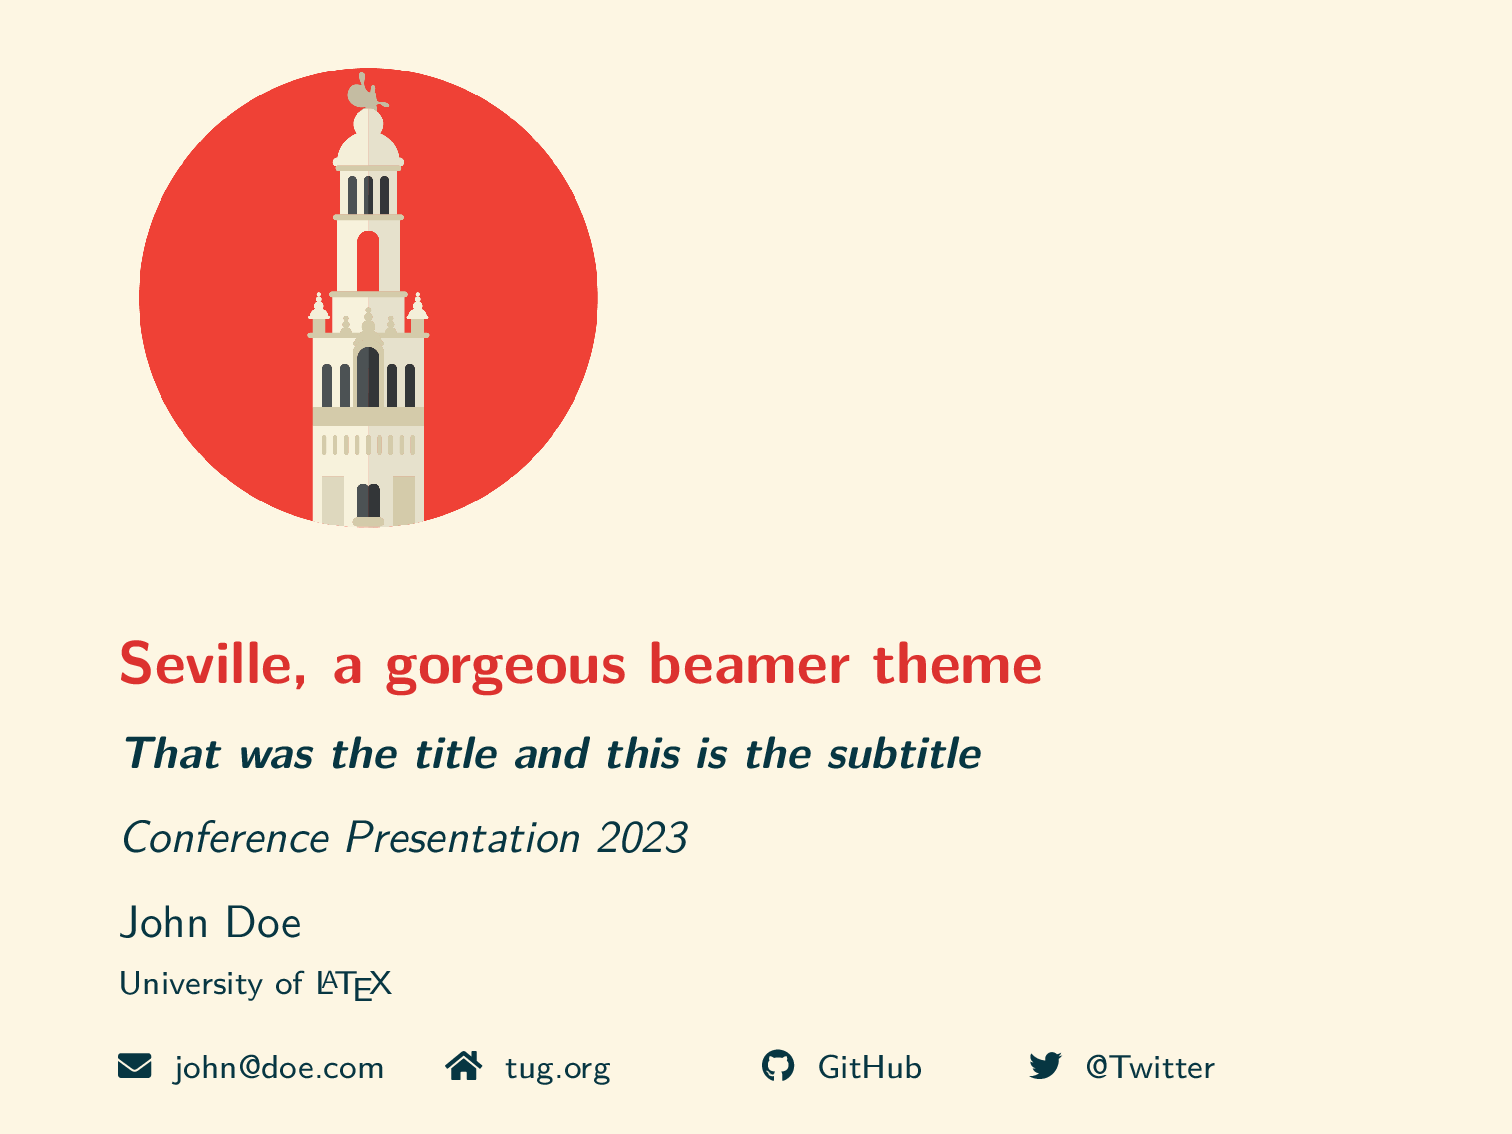 Seville, a gorgeous beamer theme
That was the title and this is the subtitle
Conference Presentation 2023
John Doe
University of LATEX
john@doe.com tug.org GitHub @Twitter